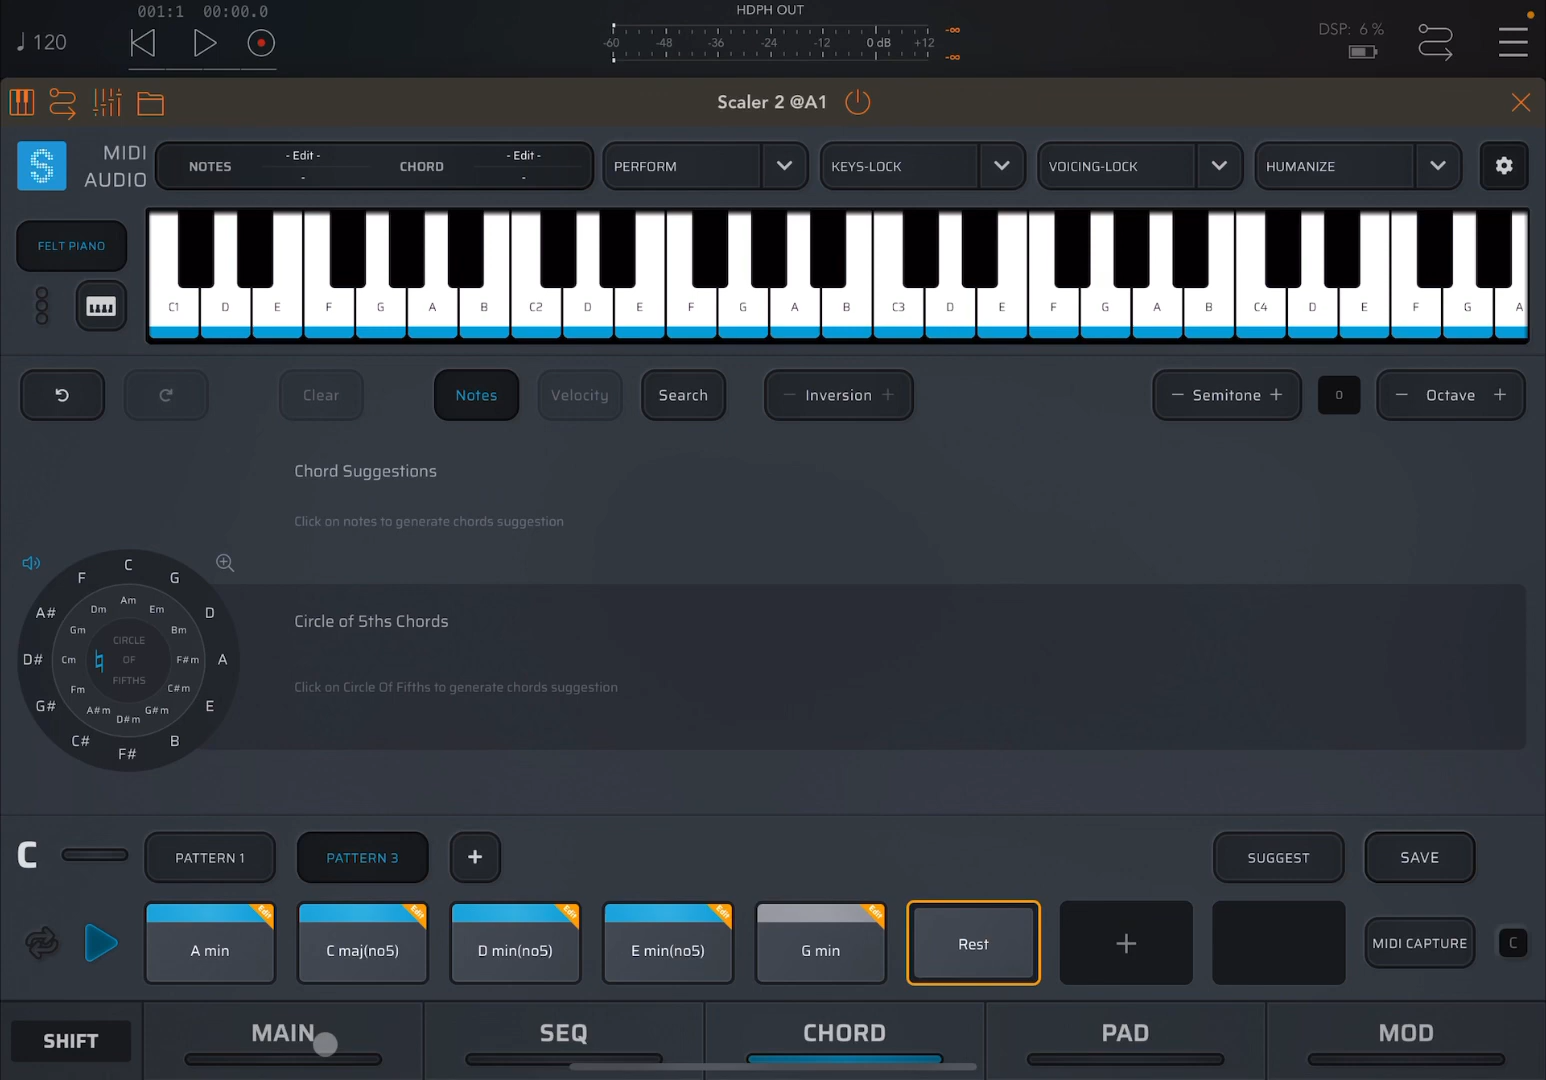 001:1 00:00.0
HDPH OUT
120
-60 -48 -36 -24 -12 0 dB +12
-∞
-∞
DSP: 6 %
Scaler 2 @A1
S
MIDI
AUDIO
NOTES
- Edit -
-
CHORD
- Edit -
-
PERFORM
KEYS-LOCK
VOICING-LOCK
HUMANIZE
FELT PIANO
C1 D E F G A B C2 D E F G A B C3 D E F G A B C4 D E F G A
Clear
Notes
Velocity
Search
− Inversion +
− Semitone +
0
− Octave +
Chord Suggestions
Click on notes to generate chords suggestion
C
F G
A# D
D# A
G# E
C# B
F#
Am
Dm Em
Gm Bm
Cm F#m
Fm C#m
A#m G#m
D#m
CIRCLE
OF
FIFTHS
Circle of 5ths Chords
Click on Circle Of Fifths to generate chords suggestion
C
PATTERN 1
PATTERN 3
+
SUGGEST
SAVE
Edit Edit Edit Edit Edit
A min
C maj(no5)
D min(no5)
E min(no5)
G min
Rest
+
MIDI CAPTURE
C
SHIFT
MAIN
SEQ
CHORD
PAD
MOD